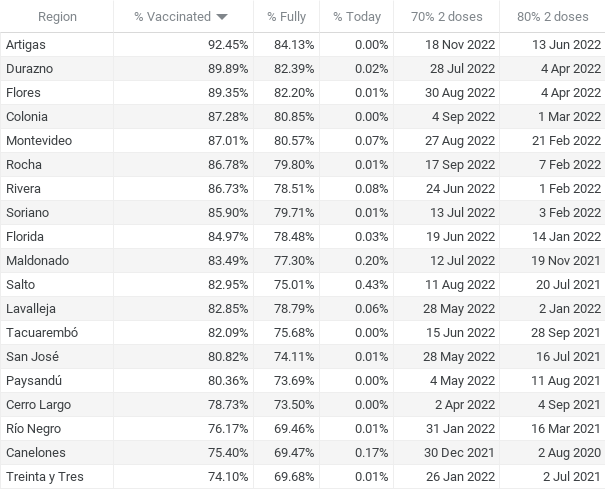 Region % Vaccinated % Fully % Today 70% 2 doses 80% 2 doses
Artigas 92.45% 84.13% 0.00% 18 Nov 2022 13 Jun 2022
Durazno 89.89% 82.39% 0.02% 28 Jul 2022 4 Apr 2022
Flores 89.35% 82.20% 0.01% 30 Aug 2022 4 Apr 2022
Colonia 87.28% 80.85% 0.00% 4 Sep 2022 1 Mar 2022
Montevideo 87.01% 80.57% 0.07% 27 Aug 2022 21 Feb 2022
Rocha 86.78% 79.80% 0.01% 17 Sep 2022 7 Feb 2022
Rivera 86.73% 78.51% 0.08% 24 Jun 2022 1 Feb 2022
Soriano 85.90% 79.71% 0.01% 13 Jul 2022 3 Feb 2022
Florida 84.97% 78.48% 0.03% 19 Jun 2022 14 Jan 2022
Maldonado 83.49% 77.30% 0.20% 12 Jul 2022 19 Nov 2021
Salto 82.95% 75.01% 0.43% 11 Aug 2022 20 Jul 2021
Lavalleja 82.85% 78.79% 0.06% 28 May 2022 2 Jan 2022
Tacuarembó 82.09% 75.68% 0.00% 15 Jun 2022 28 Sep 2021
San José 80.82% 74.11% 0.01% 28 May 2022 16 Jul 2021
Paysandú 80.36% 73.69% 0.00% 4 May 2022 11 Aug 2021
Cerro Largo 78.73% 73.50% 0.00% 2 Apr 2022 4 Sep 2021
Río Negro 76.17% 69.46% 0.01% 31 Jan 2022 16 Mar 2021
Canelones 75.40% 69.47% 0.17% 30 Dec 2021 2 Aug 2020
Treinta y Tres 74.10% 69.68% 0.01% 26 Jan 2022 2 Jul 2021